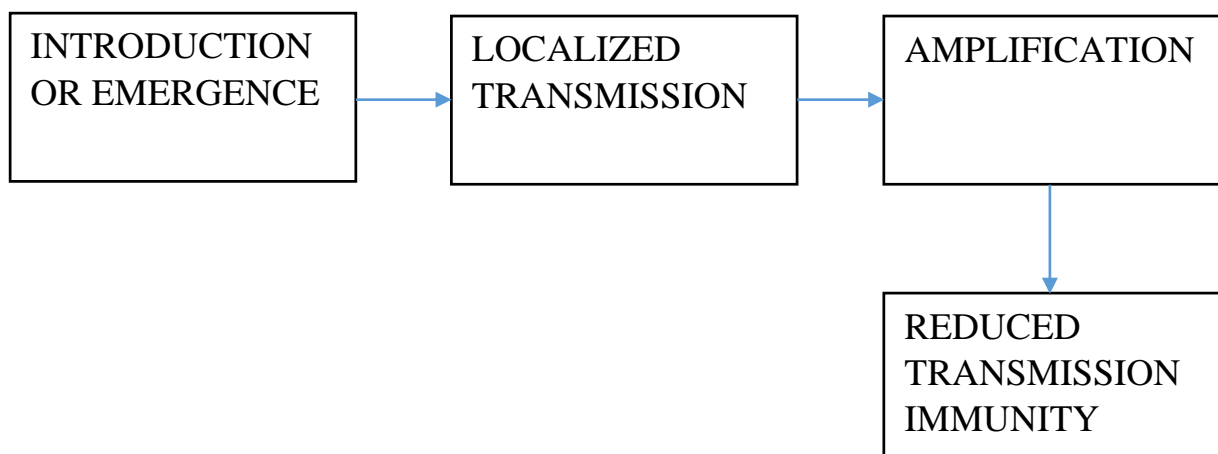 INTRODUCTION
OR EMERGENCE
LOCALIZED
TRANSMISSION
AMPLIFICATION
REDUCED
TRANSMISSION
IMMUNITY